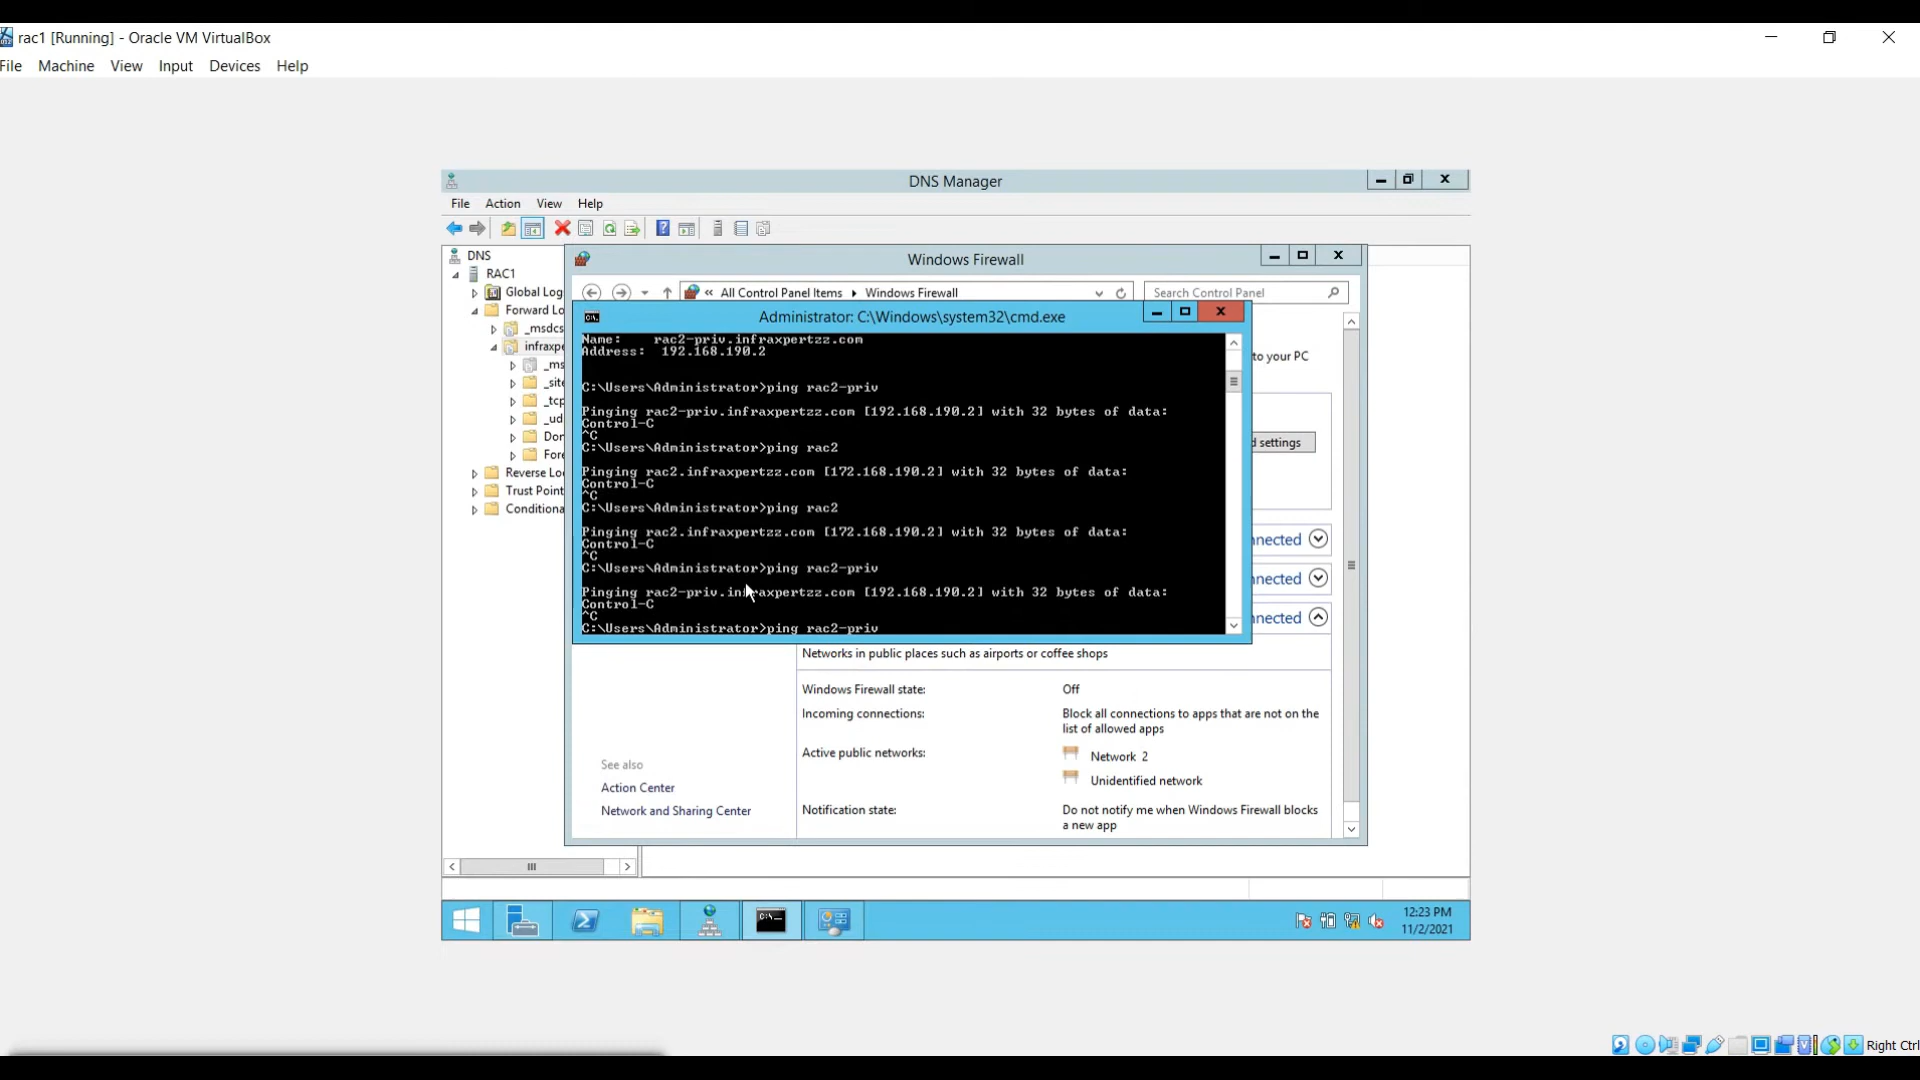 rac1 [Running] - Oracle VM VirtualBox
File Machine View Input Devices Help
DNS Manager
File Action View Help
DNS
RAC1
Global Log
Forward Lo
_msdcs
infraxpe
_ms
_site
_tcp
_ud
Dor
Fore
Reverse Loo
Trust Point
Conditiona
Windows Firewall
« All Control Panel Items Windows Firewall
Search Control Panel
to your PC
d settings
nnected
nnected
nnected
Administrator: C:\Windows\system32\cmd.exe
Name:    rac2-priv.infraxpertzz.com
Address:  192.168.190.2
C:\Users\Administrator>ping rac2-priv
Pinging rac2-priv.infraxpertzz.com [192.168.190.2] with 32 bytes of data:
Control-C
^C
C:\Users\Administrator>ping rac2
Pinging rac2.infraxpertzz.com [172.168.190.2] with 32 bytes of data:
Control-C
^C
C:\Users\Administrator>ping rac2
Pinging rac2.infraxpertzz.com [172.168.190.2] with 32 bytes of data:
Control-C
^C
C:\Users\Administrator>ping rac2-priv
Pinging rac2-priv.infraxpertzz.com [192.168.190.2] with 32 bytes of data:
Control-C
^C
C:\Users\Administrator>ping rac2-priv
Networks in public places such as airports or coffee shops
Windows Firewall state: Off
Incoming connections: Block all connections to apps that are not on the
list of allowed apps
Active public networks: Network 2
Unidentified network
Notification state: Do not notify me when Windows Firewall blocks
a new app
See also
Action Center
Network and Sharing Center
12:23 PM
11/2/2021
Right Ctrl